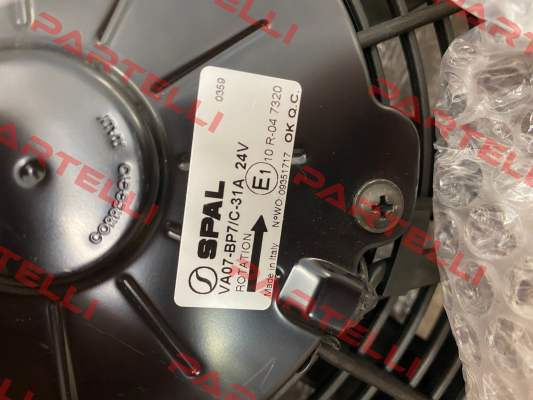 SPAL
VA07-BP7/C-31A 24V
ROTATION
Made in Italy
E1
10 R-04 7320
N°WO. 09351717
OK Q.C.
0359
CORREGGIO
PARTELLI
PARTELLI
PARTELLI
PARTELLI
PARTELLI
PARTELLI